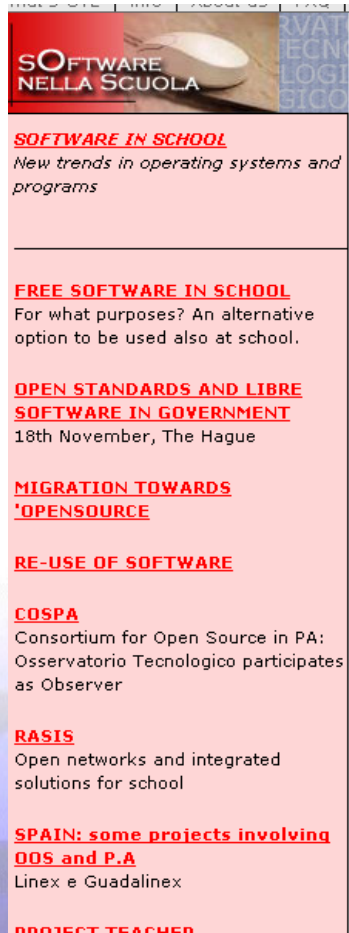 SOFTWARE
NELLA SCUOLA
SOFTWARE IN SCHOOL
New trends in operating systems and
programs
FREE SOFTWARE IN SCHOOL
For what purposes? An alternative
option to be used also at school.
OPEN STANDARDS AND LIBRE
SOFTWARE IN GOVERNMENT
18th November, The Hague
MIGRATION TOWARDS
'OPENSOURCE
RE-USE OF SOFTWARE
COSPA
Consortium for Open Source in PA:
Osservatorio Tecnologico participates
as Observer
RASIS
Open networks and integrated
solutions for school
SPAIN: some projects involving
OOS and P.A
Linex e Guadalinex
PROJECT TEACHER